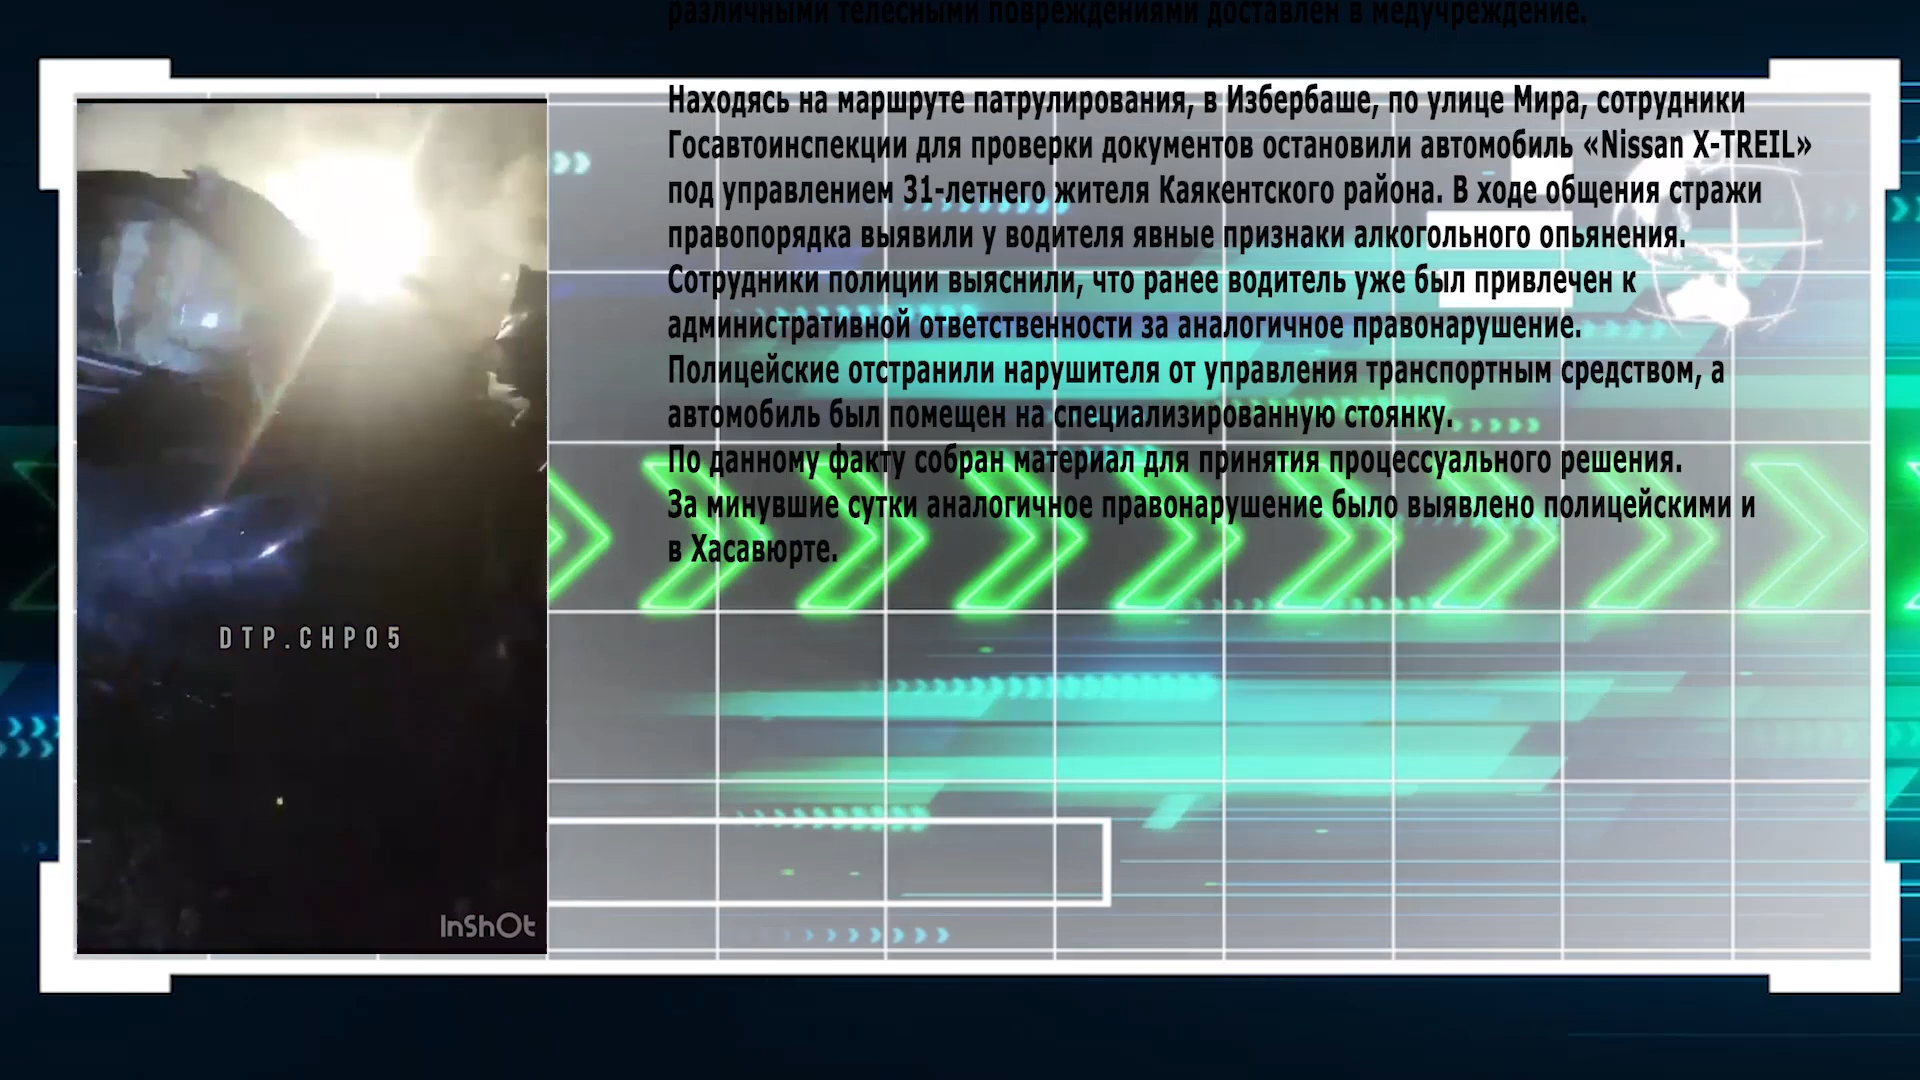 различными телесными повреждениями доставлен в медучреждение.
Находясь на маршруте патрулирования, в Избербаше, по улице Мира, сотрудники
Госавтоинспекции для проверки документов остановили автомобиль «Nissan X-TREIL»
под управлением 31-летнего жителя Каякентского района. В ходе общения стражи
правопорядка выявили у водителя явные признаки алкогольного опьянения.
Сотрудники полиции выяснили, что ранее водитель уже был привлечен к
административной ответственности за аналогичное правонарушение.
Полицейские отстранили нарушителя от управления транспортным средством, а
автомобиль был помещен на специализированную стоянку.
По данному факту собран материал для принятия процессуального решения.
За минувшие сутки аналогичное правонарушение было выявлено полицейскими и
в Хасавюрте.
DTP.CHP05
InShOt